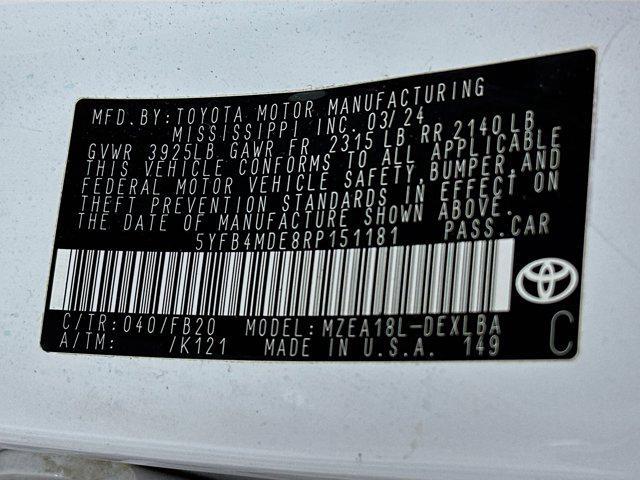 MFD. BY: TOYOTA MOTOR MANUFACTURING
MISSISSIPPI INC. 03/24
GVWR 3925LB GAWR FR 2315 LB RR 2140 LB
THIS VEHICLE CONFORMS TO ALL APPLICABLE
FEDERAL MOTOR VEHICLE SAFETY, BUMPER, AND
THEFT PREVENTION STANDARDS IN EFFECT ON
THE DATE OF MANUFACTURE SHOWN ABOVE.
5YFB4MDE8RP151181 PASS. CAR
C/TR: 040/FB20 MODEL: MZEA18L-DEXLBA
A/TM: /K121 MADE IN U.S.A. 149 C